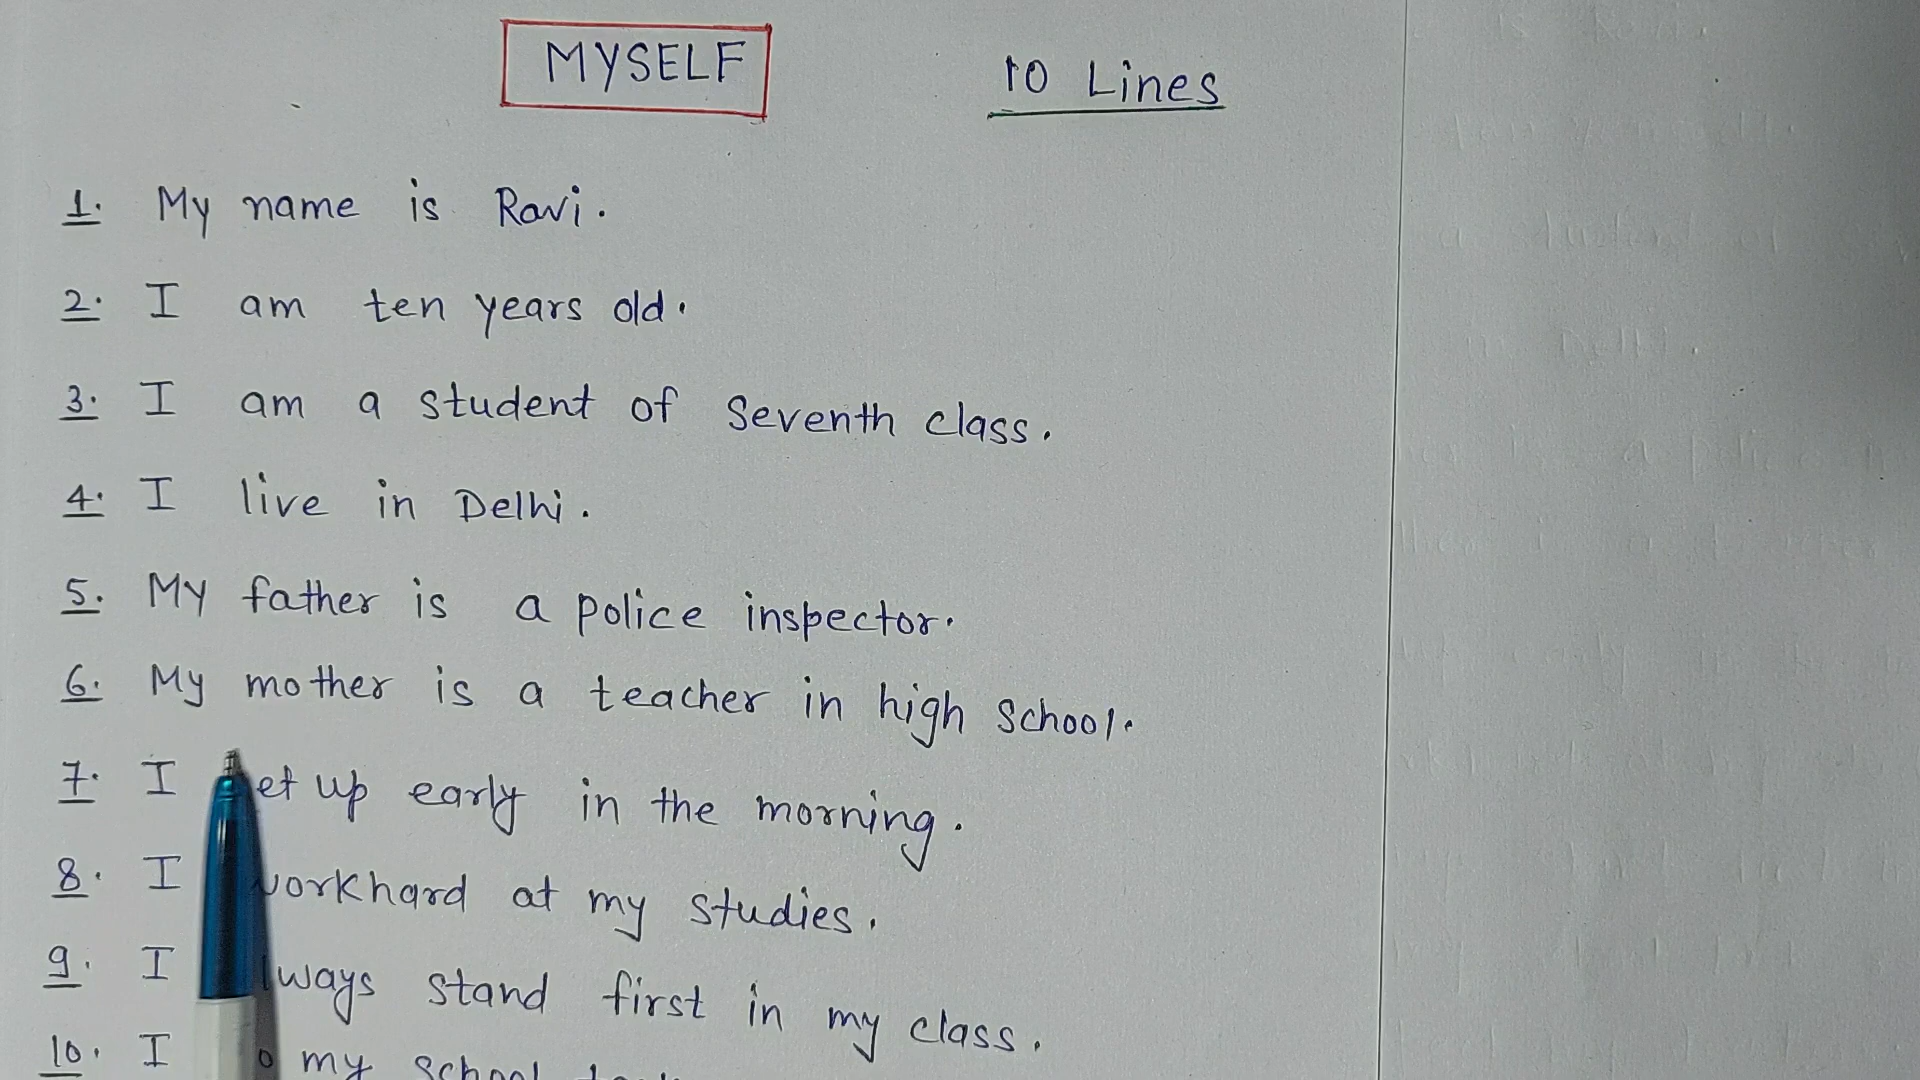 MYSELF 10 Lines
1. My name is Ravi.
2. I am ten years old.
3. I am a student of Seventh class.
4. I live in Delhi.
5. My father is a police inspector.
6. My mother is a teacher in high School.
7. I et up early in the morning.
8. I workhard at my studies.
9. I lways stand first in my class.
10. I o my school